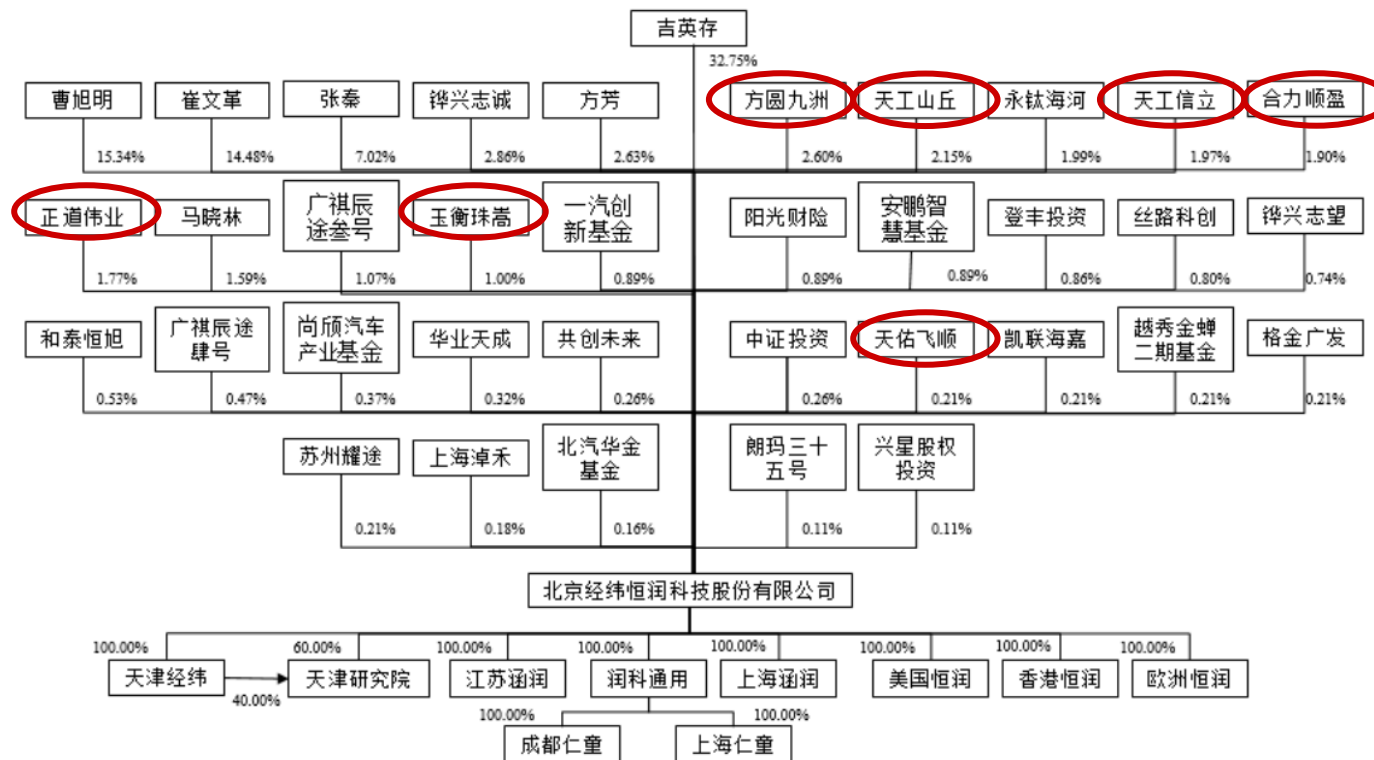 吉英存
32.75%
曹旭明
崔文革
张秦
铧兴志诚
方芳
方圆九洲
天工山丘
永钛海河
天工信立
合力顺盈
15.34%
14.48%
7.02%
2.86%
2.63%
2.60%
2.15%
1.99%
1.97%
1.90%
正道伟业
马晓林
广祺辰
途叁号
玉衡珠嵩
一汽创
新基金
阳光财险
安鹏智
慧基金
登丰投资
丝路科创
铧兴志望
1.77%
1.59%
1.07%
1.00%
0.89%
0.89%
0.89%
0.86%
0.80%
0.74%
和泰恒旭
广祺辰途
肆号
尚颀汽车
产业基金
华业天成
共创未来
中证投资
天佑飞顺
凯联海嘉
越秀金蝉
二期基金
格金广发
0.53%
0.47%
0.37%
0.32%
0.26%
0.26%
0.21%
0.21%
0.21%
0.21%
苏州耀途
上海淖禾
北汽华金
基金
朗玛三十
五号
兴星股权
投资
0.21%
0.18%
0.16%
0.11%
0.11%
北京经纬恒润科技股份有限公司
100.00%
60.00%
100.00%
100.00%
100.00%
100.00%
100.00%
100.00%
天津经纬
天津研究院
江苏涵润
润科通用
上海涵润
美国恒润
香港恒润
欧洲恒润
40.00%
100.00%
100.00%
成都仁童
上海仁童